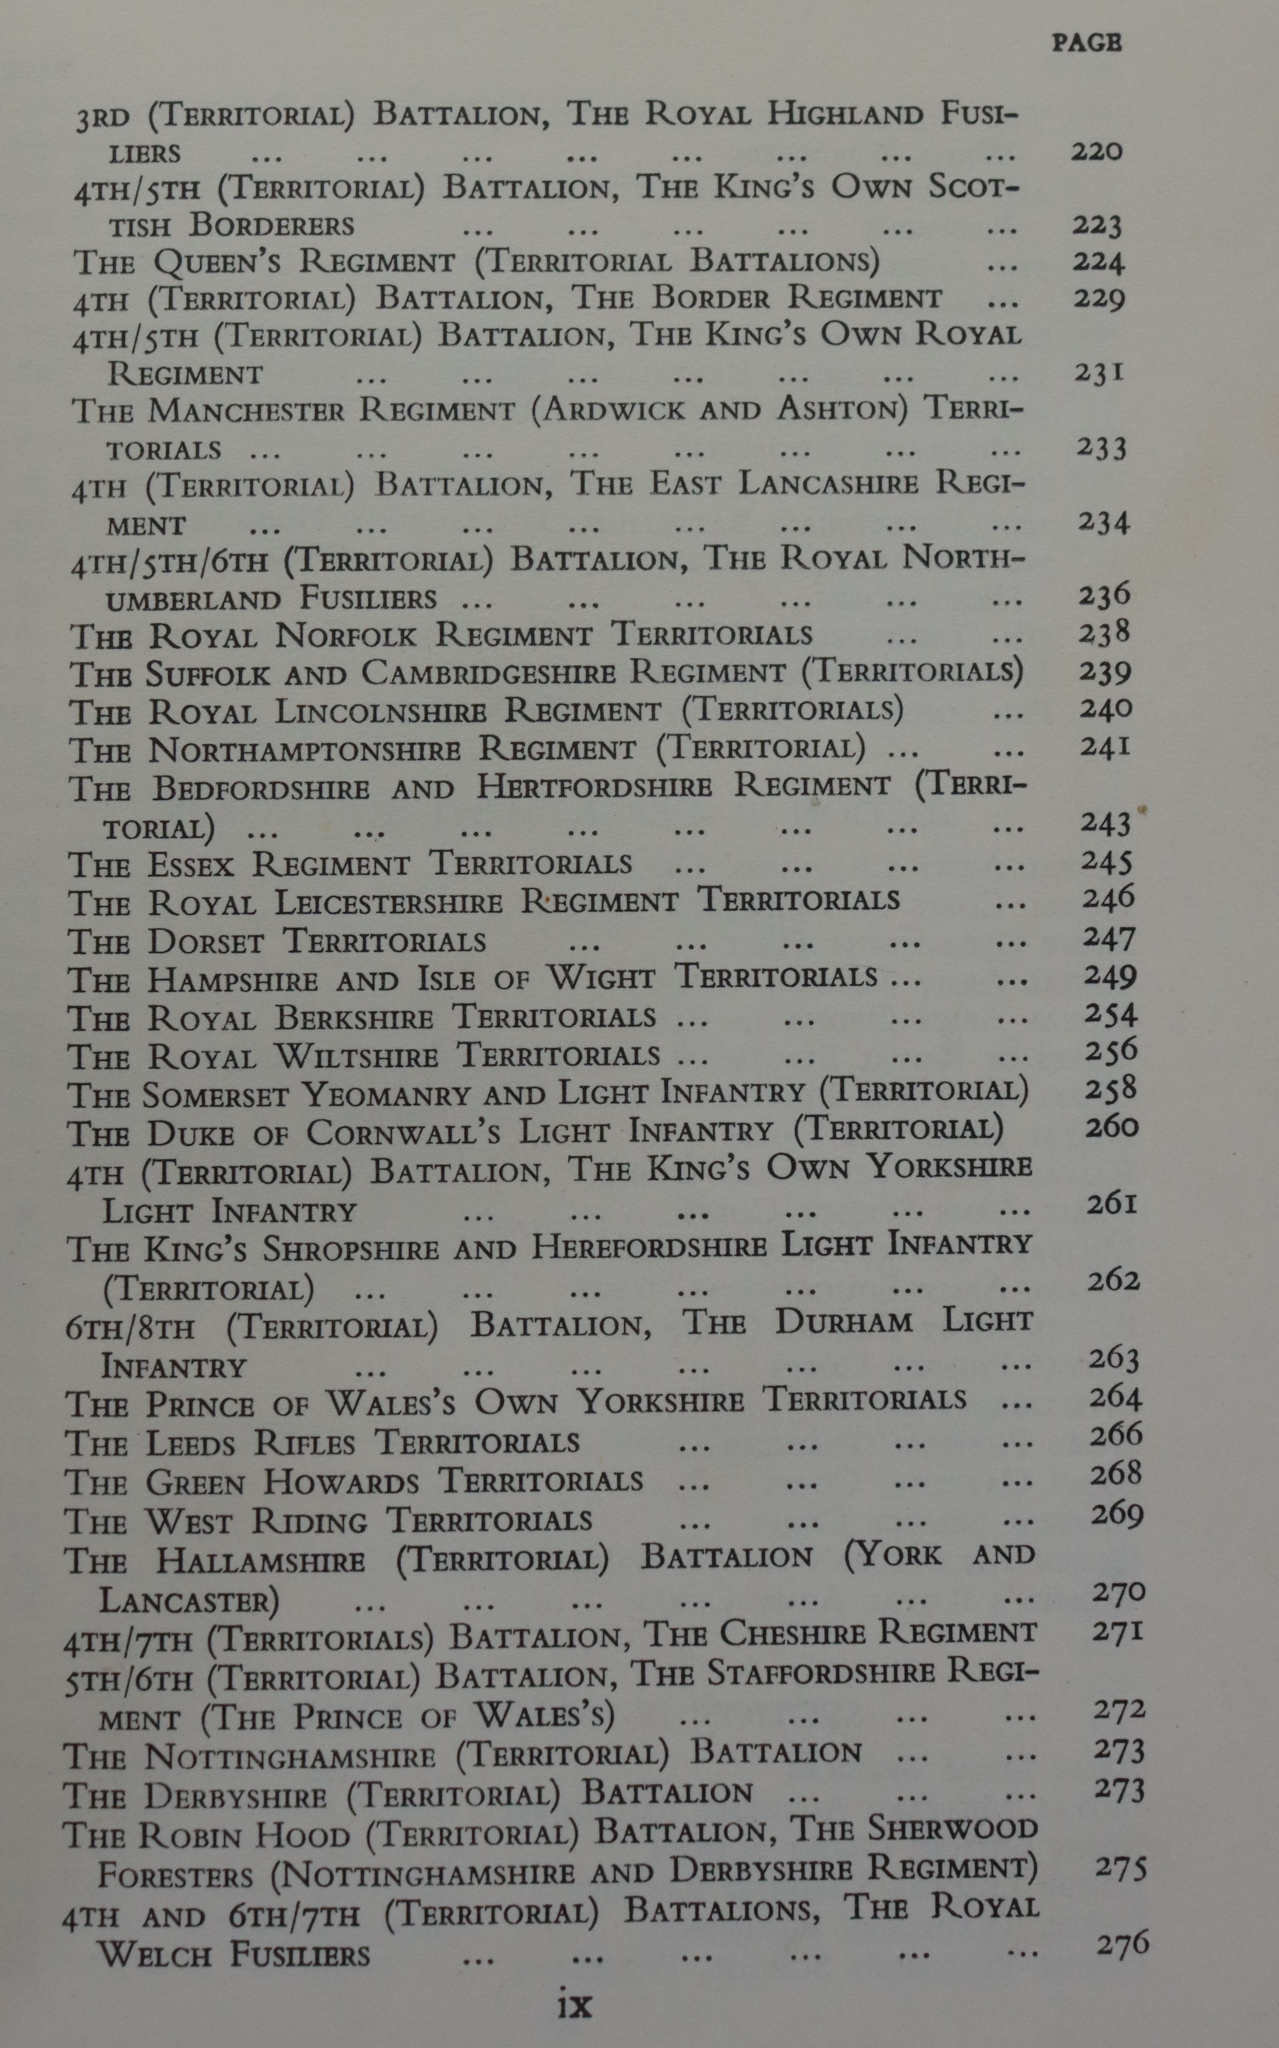 PAGE
3RD (TERRITORIAL) BATTALION, THE ROYAL HIGHLAND FUSI-
LIERS ... ... ... ... ... ... ... ... 220
4TH/5TH (TERRITORIAL) BATTALION, THE KING'S OWN SCOT-
TISH BORDERERS ... ... ... ... ... ... 223
THE QUEEN'S REGIMENT (TERRITORIAL BATTALIONS) ... 224
4TH (TERRITORIAL) BATTALION, THE BORDER REGIMENT ... 229
4TH/5TH (TERRITORIAL) BATTALION, THE KING'S OWN ROYAL
REGIMENT ... ... ... ... ... ... ... 231
THE MANCHESTER REGIMENT (ARDWICK AND ASHTON) TERRI-
TORIALS ... ... ... ... ... ... ... ... 233
4TH (TERRITORIAL) BATTALION, THE EAST LANCASHIRE REGI-
MENT ... ... ... ... ... ... ... ... 234
4TH/5TH/6TH (TERRITORIAL) BATTALION, THE ROYAL NORTH-
UMBERLAND FUSILIERS ... ... ... ... ... ... 236
THE ROYAL NORFOLK REGIMENT TERRITORIALS ... ... 238
THE SUFFOLK AND CAMBRIDGESHIRE REGIMENT (TERRITORIALS) 239
THE ROYAL LINCOLNSHIRE REGIMENT (TERRITORIALS) ... 240
THE NORTHAMPTONSHIRE REGIMENT (TERRITORIAL) ... ... 241
THE BEDFORDSHIRE AND HERTFORDSHIRE REGIMENT (TERRI-
TORIAL) ... ... ... ... ... ... ... ... 243
THE ESSEX REGIMENT TERRITORIALS ... ... ... ... 245
THE ROYAL LEICESTERSHIRE REGIMENT TERRITORIALS ... 246
THE DORSET TERRITORIALS ... ... ... ... ... 247
THE HAMPSHIRE AND ISLE OF WIGHT TERRITORIALS ... ... 249
THE ROYAL BERKSHIRE TERRITORIALS ... ... ... ... 254
THE ROYAL WILTSHIRE TERRITORIALS ... ... ... ... 256
THE SOMERSET YEOMANRY AND LIGHT INFANTRY (TERRITORIAL) 258
THE DUKE OF CORNWALL'S LIGHT INFANTRY (TERRITORIAL) 260
4TH (TERRITORIAL) BATTALION, THE KING'S OWN YORKSHIRE
LIGHT INFANTRY ... ... ... ... ... ... 261
THE KING'S SHROPSHIRE AND HEREFORDSHIRE LIGHT INFANTRY
(TERRITORIAL) ... ... ... ... ... ... ... 262
6TH/8TH (TERRITORIAL) BATTALION, THE DURHAM LIGHT
INFANTRY ... ... ... ... ... ... ... 263
THE PRINCE OF WALES'S OWN YORKSHIRE TERRITORIALS ... 264
THE LEEDS RIFLES TERRITORIALS ... ... ... ... 266
THE GREEN HOWARDS TERRITORIALS ... ... ... ... 268
THE WEST RIDING TERRITORIALS ... ... ... ... 269
THE HALLAMSHIRE (TERRITORIAL) BATTALION (YORK AND
LANCASTER) ... ... ... ... ... ... ... 270
4TH/7TH (TERRITORIALS) BATTALION, THE CHESHIRE REGIMENT 271
5TH/6TH (TERRITORIAL) BATTALION, THE STAFFORDSHIRE REGI-
MENT (THE PRINCE OF WALES'S) ... ... ... ... 272
THE NOTTINGHAMSHIRE (TERRITORIAL) BATTALION ... ... 273
THE DERBYSHIRE (TERRITORIAL) BATTALION ... ... ... 273
THE ROBIN HOOD (TERRITORIAL) BATTALION, THE SHERWOOD
FORESTERS (NOTTINGHAMSHIRE AND DERBYSHIRE REGIMENT) 275
4TH AND 6TH/7TH (TERRITORIAL) BATTALIONS, THE ROYAL
WELCH FUSILIERS ... ... ... ... ... ... 276
ix